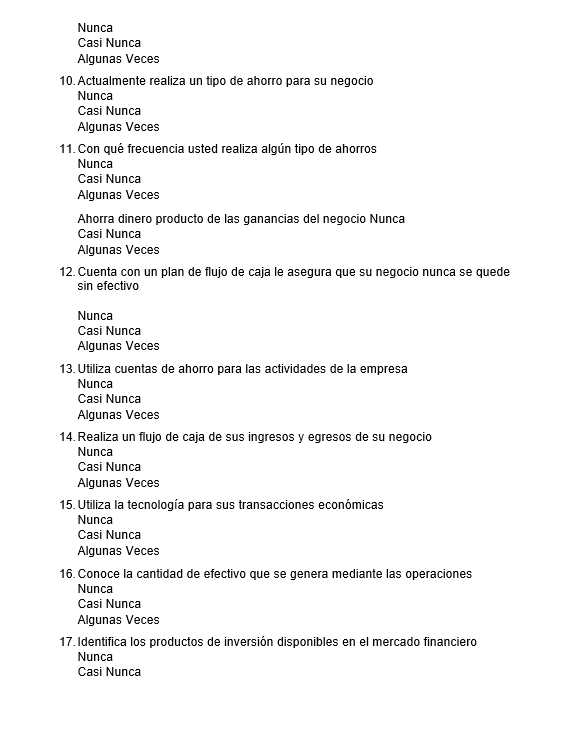 Nunca
Casi Nunca
Algunas Veces
10. Actualmente realiza un tipo de ahorro para su negocio
Nunca
Casi Nunca
Algunas Veces
11. Con qué frecuencia usted realiza algún tipo de ahorros
Nunca
Casi Nunca
Algunas Veces
Ahorra dinero producto de las ganancias del negocio Nunca
Casi Nunca
Algunas Veces
12. Cuenta con un plan de flujo de caja le asegura que su negocio nunca se quede
sin efectivo
Nunca
Casi Nunca
Algunas Veces
13. Utiliza cuentas de ahorro para las actividades de la empresa
Nunca
Casi Nunca
Algunas Veces
14. Realiza un flujo de caja de sus ingresos y egresos de su negocio
Nunca
Casi Nunca
Algunas Veces
15. Utiliza la tecnología para sus transacciones económicas
Nunca
Casi Nunca
Algunas Veces
16. Conoce la cantidad de efectivo que se genera mediante las operaciones
Nunca
Casi Nunca
Algunas Veces
17. Identifica los productos de inversión disponibles en el mercado financiero
Nunca
Casi Nunca